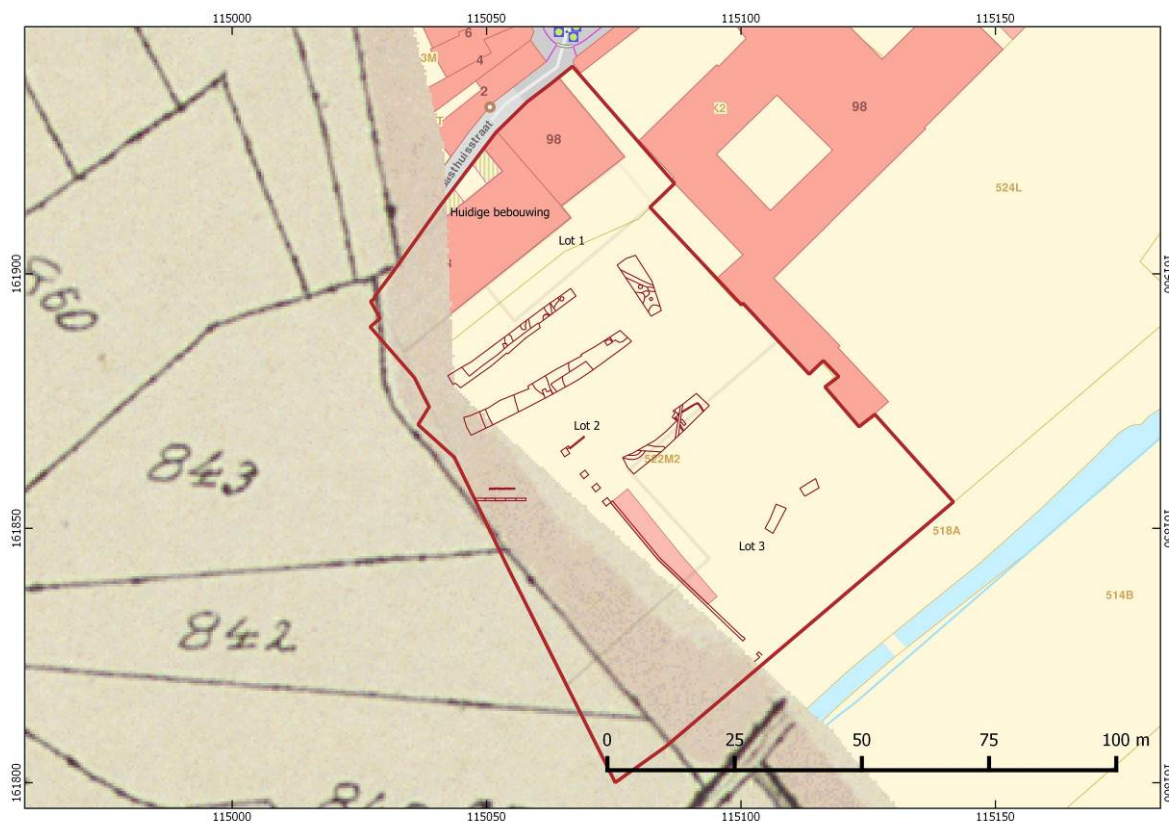 115000 115050 115100 115150
6
3M
4
2
98
K2
98
asthuisstraat
524L
Huidige bebouwing
Lot 1
161900
161900
560
Lot 2
522M2
843
161850
161850
Lot 3
518A
514B
842
0 25 50 75 100 m
161800
161800
115000 115050 115100 115150